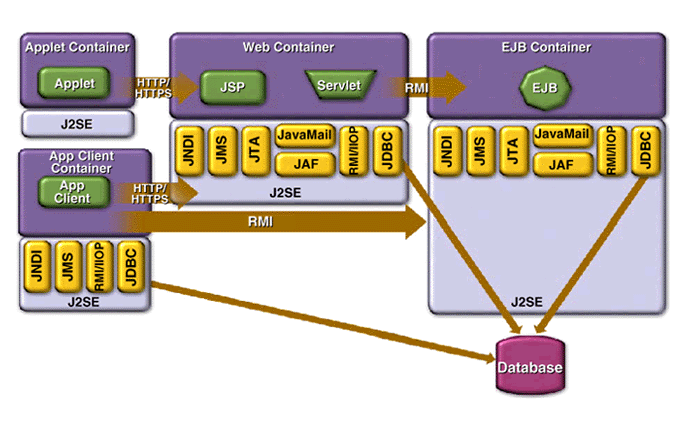 Applet Container
Applet
J2SE
HTTP/
HTTPS
Web Container
JSP
Servlet
JNDI
JMS
JTA
JavaMail
JAF
RMI/IIOP
JDBC
J2SE
RMI
EJB Container
EJB
JNDI
JMS
JTA
JavaMail
JAF
RMI/IIOP
JDBC
J2SE
App Client
Container
App
Client
HTTP/
HTTPS
RMI
JNDI
JMS
RMI/IIOP
JDBC
J2SE
Database